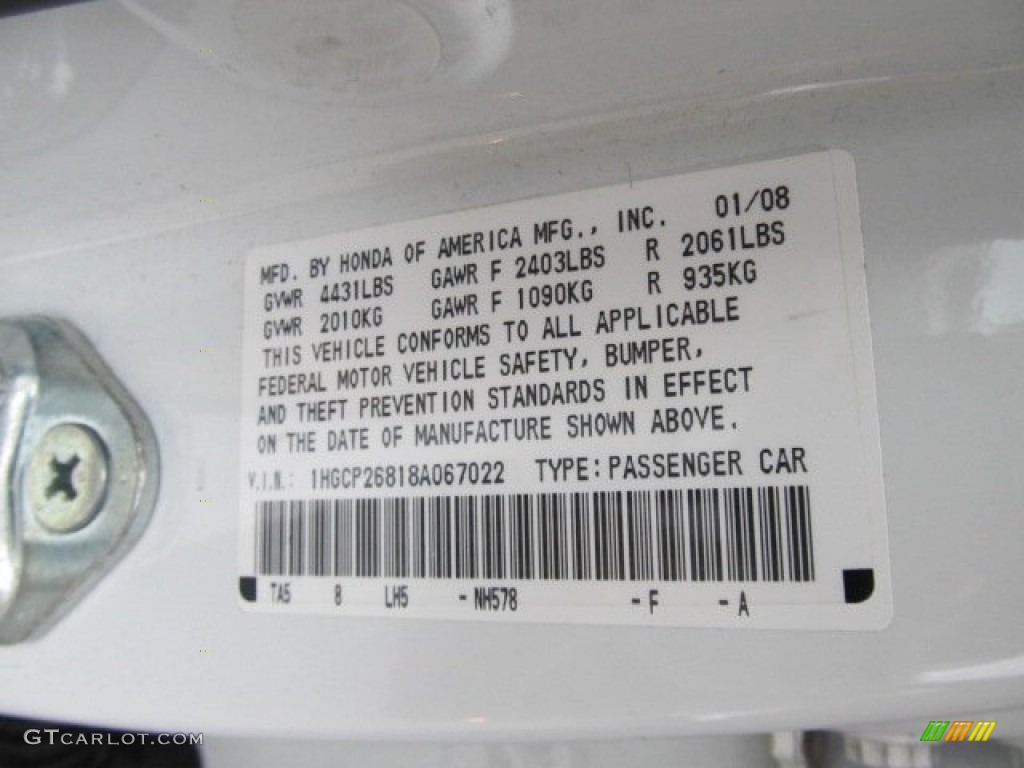 MFD. BY HONDA OF AMERICA MFG., INC. 01/08
GVWR 4431LBS GAWR F 2403LBS R 2061LBS
GVWR 2010KG GAWR F 1090KG R 935KG
THIS VEHICLE CONFORMS TO ALL APPLICABLE
FEDERAL MOTOR VEHICLE SAFETY, BUMPER,
AND THEFT PREVENTION STANDARDS IN EFFECT
ON THE DATE OF MANUFACTURE SHOWN ABOVE.
V.I.N.: 1HGCP26818A067022 TYPE:PASSENGER CAR
TA5 8 LH5 -NH578 -F -A
GTCARLOT.COM